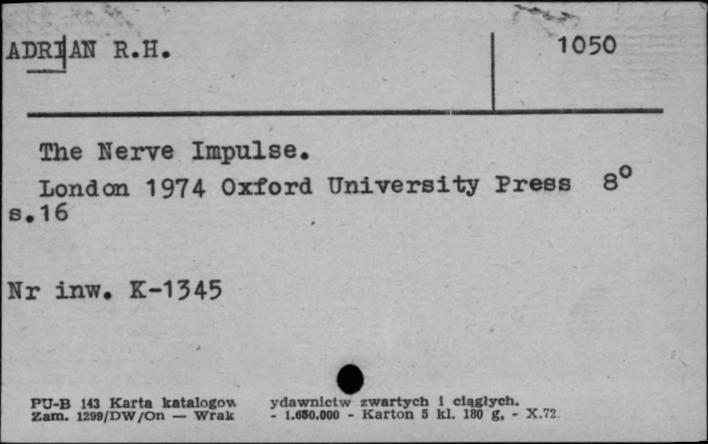 ADRIAN R.H.
1050
The Nerve Impulse.
London 1974 Oxford University Press 8°
s.16
Nr inw. K-1345
PU-B 143 Karta katalogow ydawnictw zwartych i ciągłych.
Zam. 1299/DW/On — Wrak - 1.650.000 - Karton 5 kl. 180 g, - X.72.